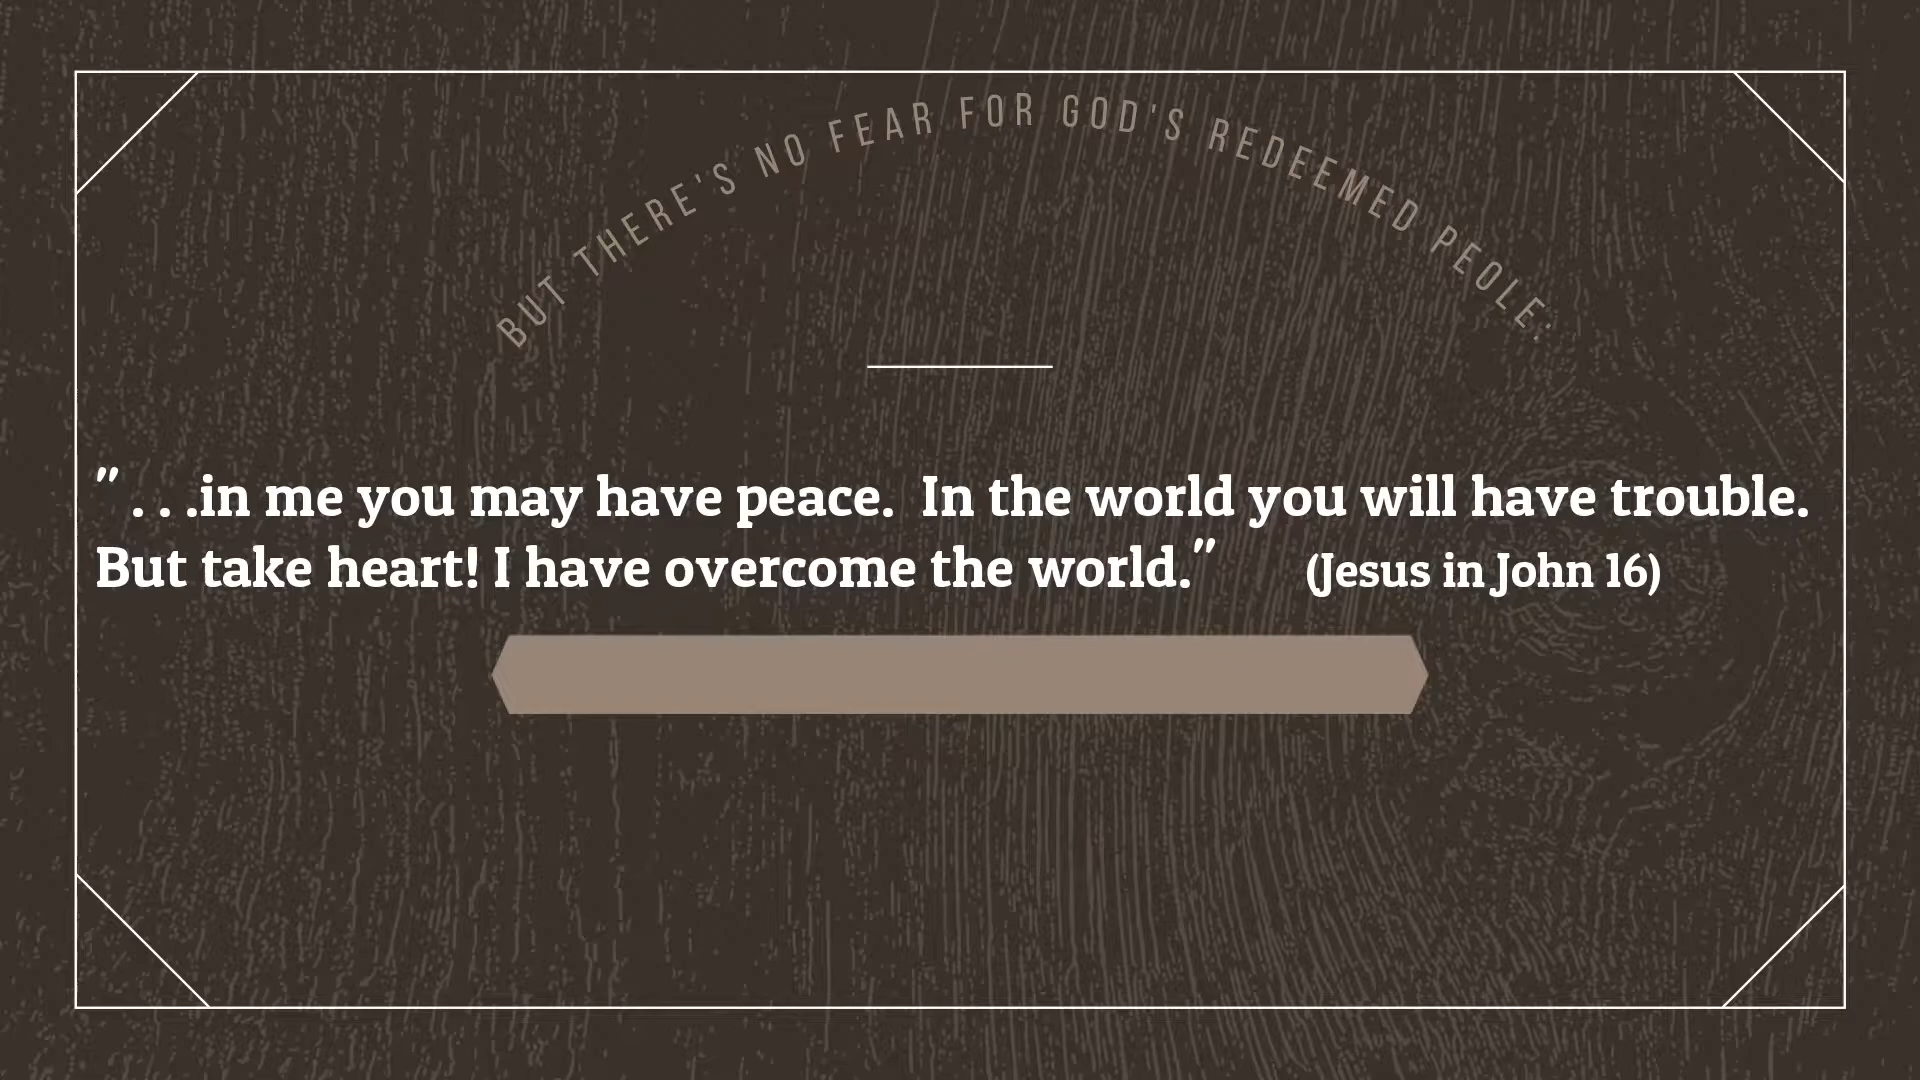 BUT THERE'S NO FEAR FOR GOD'S REDEEMED PEOLE:
". . .in me you may have peace.  In the world you will have trouble.
But take heart! I have overcome the world." (Jesus in John 16)